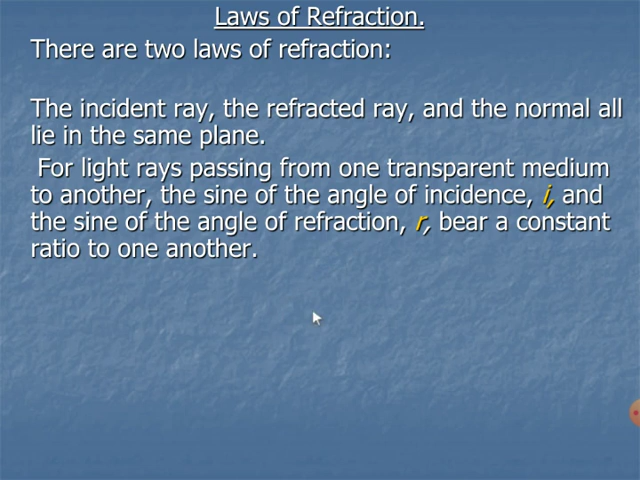 Laws of Refraction.
There are two laws of refraction:
The incident ray, the refracted ray, and the normal all
lie in the same plane.
For light rays passing from one transparent medium
to another, the sine of the angle of incidence, i, and
the sine of the angle of refraction, r, bear a constant
ratio to one another.